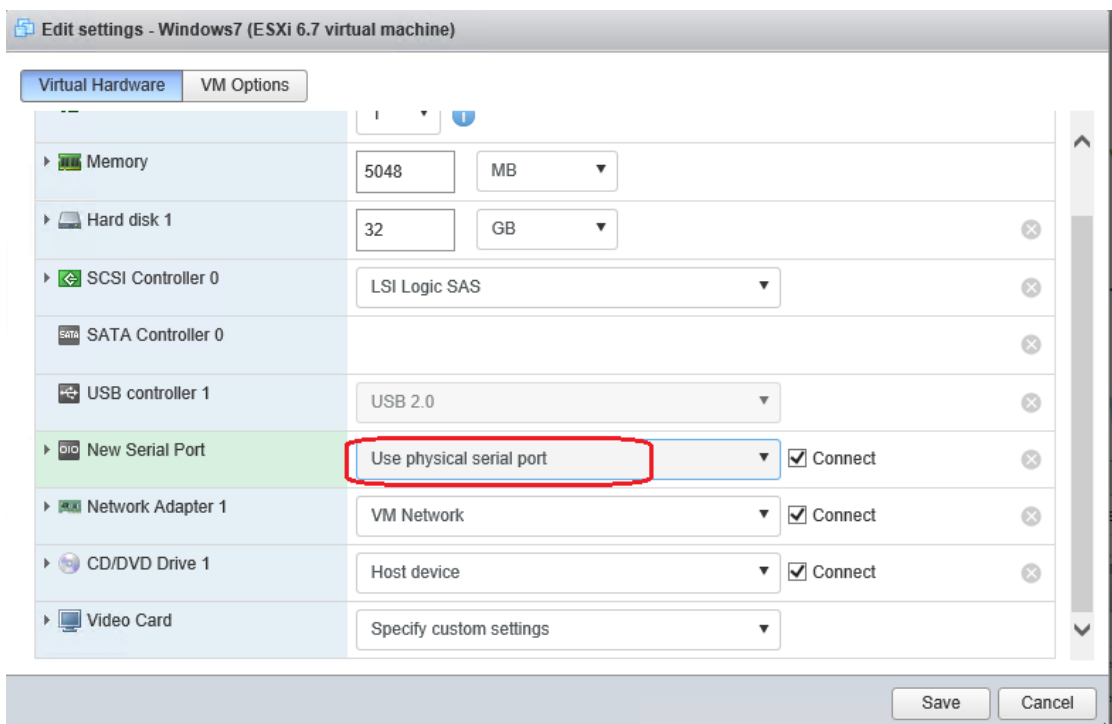 Edit settings - Windows7 (ESXi 6.7 virtual machine)
Virtual Hardware VM Options
Memory 5048 MB
Hard disk 1 32 GB
SCSI Controller 0 LSI Logic SAS
SATA SATA Controller 0
USB controller 1 USB 2.0
New Serial Port Use physical serial port Connect
Network Adapter 1 VM Network Connect
CD/DVD Drive 1 Host device Connect
Video Card Specify custom settings
Save Cancel